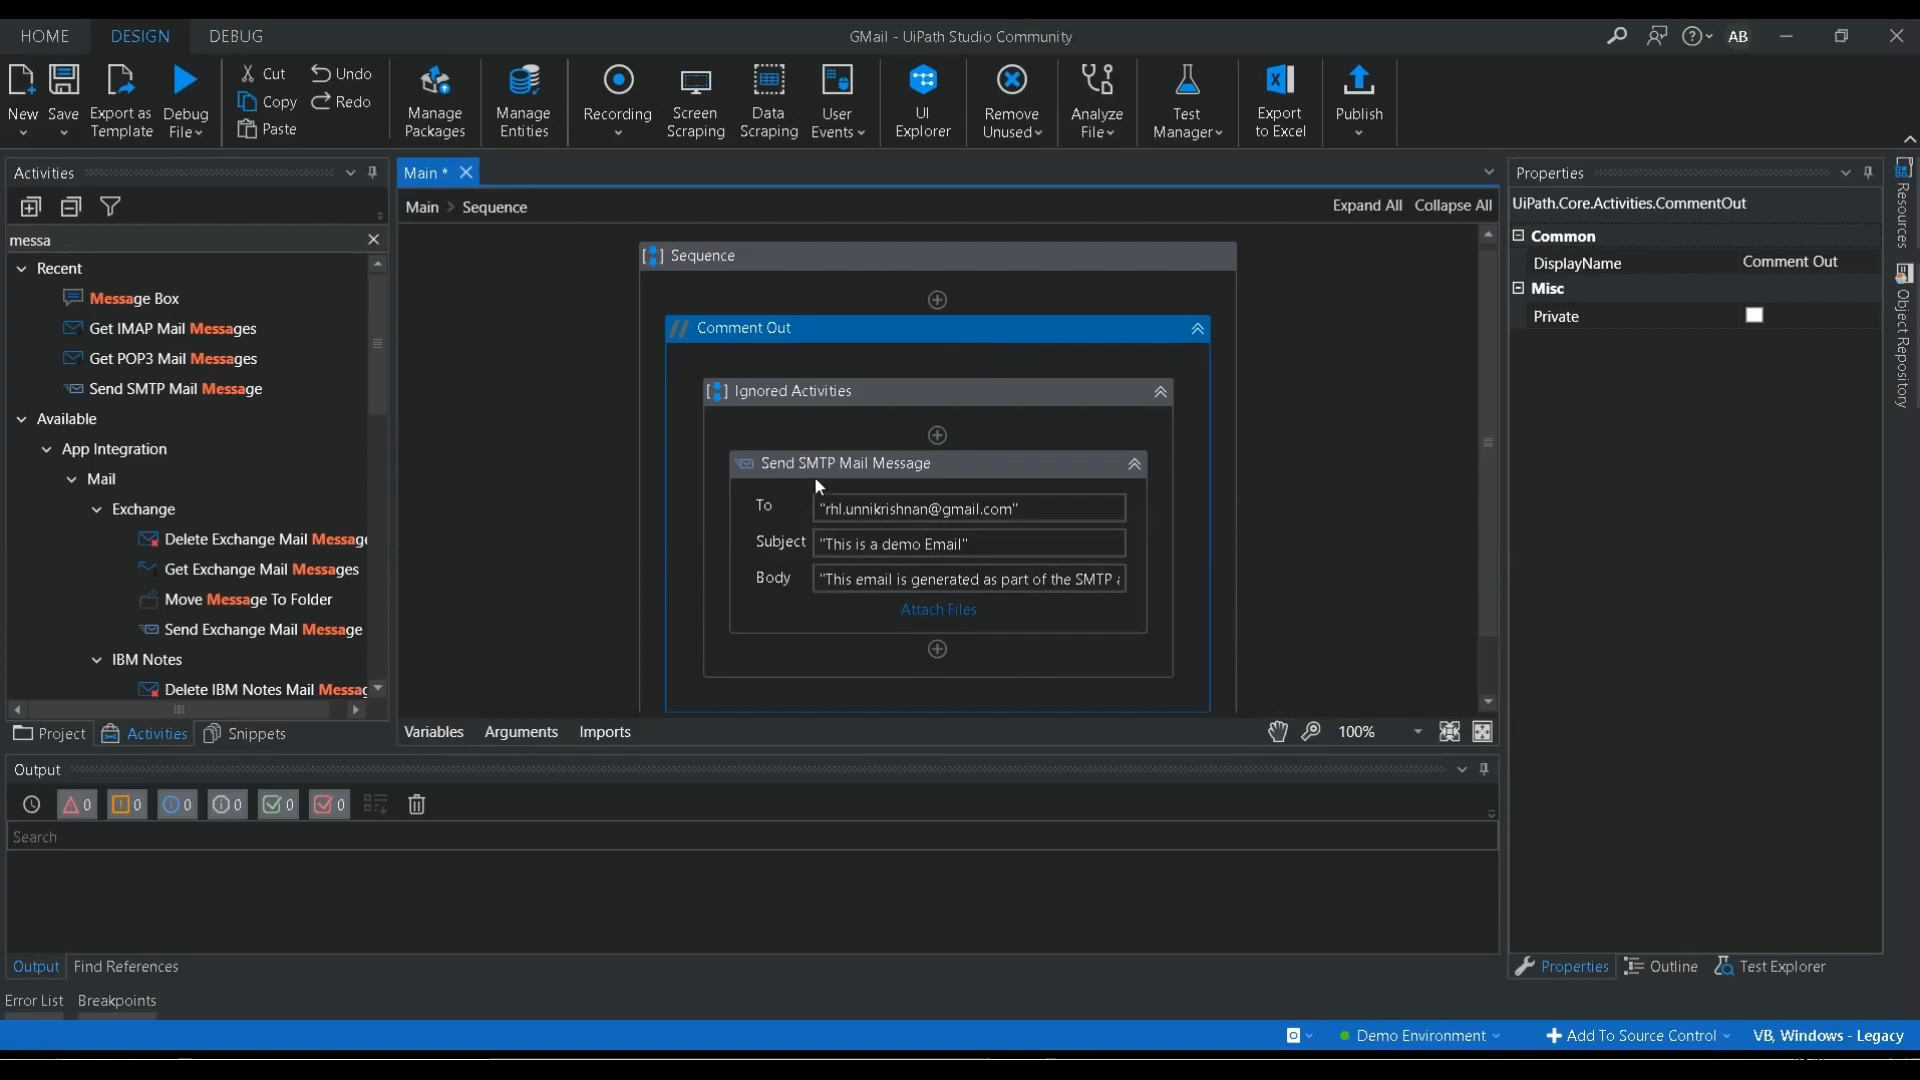 HOME DESIGN DEBUG
GMail - UiPath Studio Community
AB
New
Save
Export as Template
Debug File
Cut
Copy
Paste
Undo
Redo
Manage Packages
Manage Entities
Recording
Screen Scraping
Data Scraping
User Events
UI Explorer
Remove Unused
Analyze File
Test Manager
Export to Excel
Publish
Activities
messa
Recent
Message Box
Get IMAP Mail Messages
Get POP3 Mail Messages
Send SMTP Mail Message
Available
App Integration
Mail
Exchange
Delete Exchange Mail Message
Get Exchange Mail Messages
Move Message To Folder
Send Exchange Mail Message
IBM Notes
Delete IBM Notes Mail Messag
Project Activities Snippets
Main *
Main > Sequence
Expand All Collapse All
Sequence
// Comment Out
Ignored Activities
Send SMTP Mail Message
To "rhl.unnikrishnan@gmail.com"
Subject "This is a demo Email"
Body "This email is generated as part of the SMTP
Attach Files
Variables Arguments Imports
100%
Properties
UiPath.Core.Activities.CommentOut
Common
DisplayName Comment Out
Misc
Private
Resources
Object Repository
Output
0 0 0 0 0 0
Search
Output Find References
Properties Outline Test Explorer
Error List Breakpoints
Demo Environment
Add To Source Control
VB, Windows - Legacy